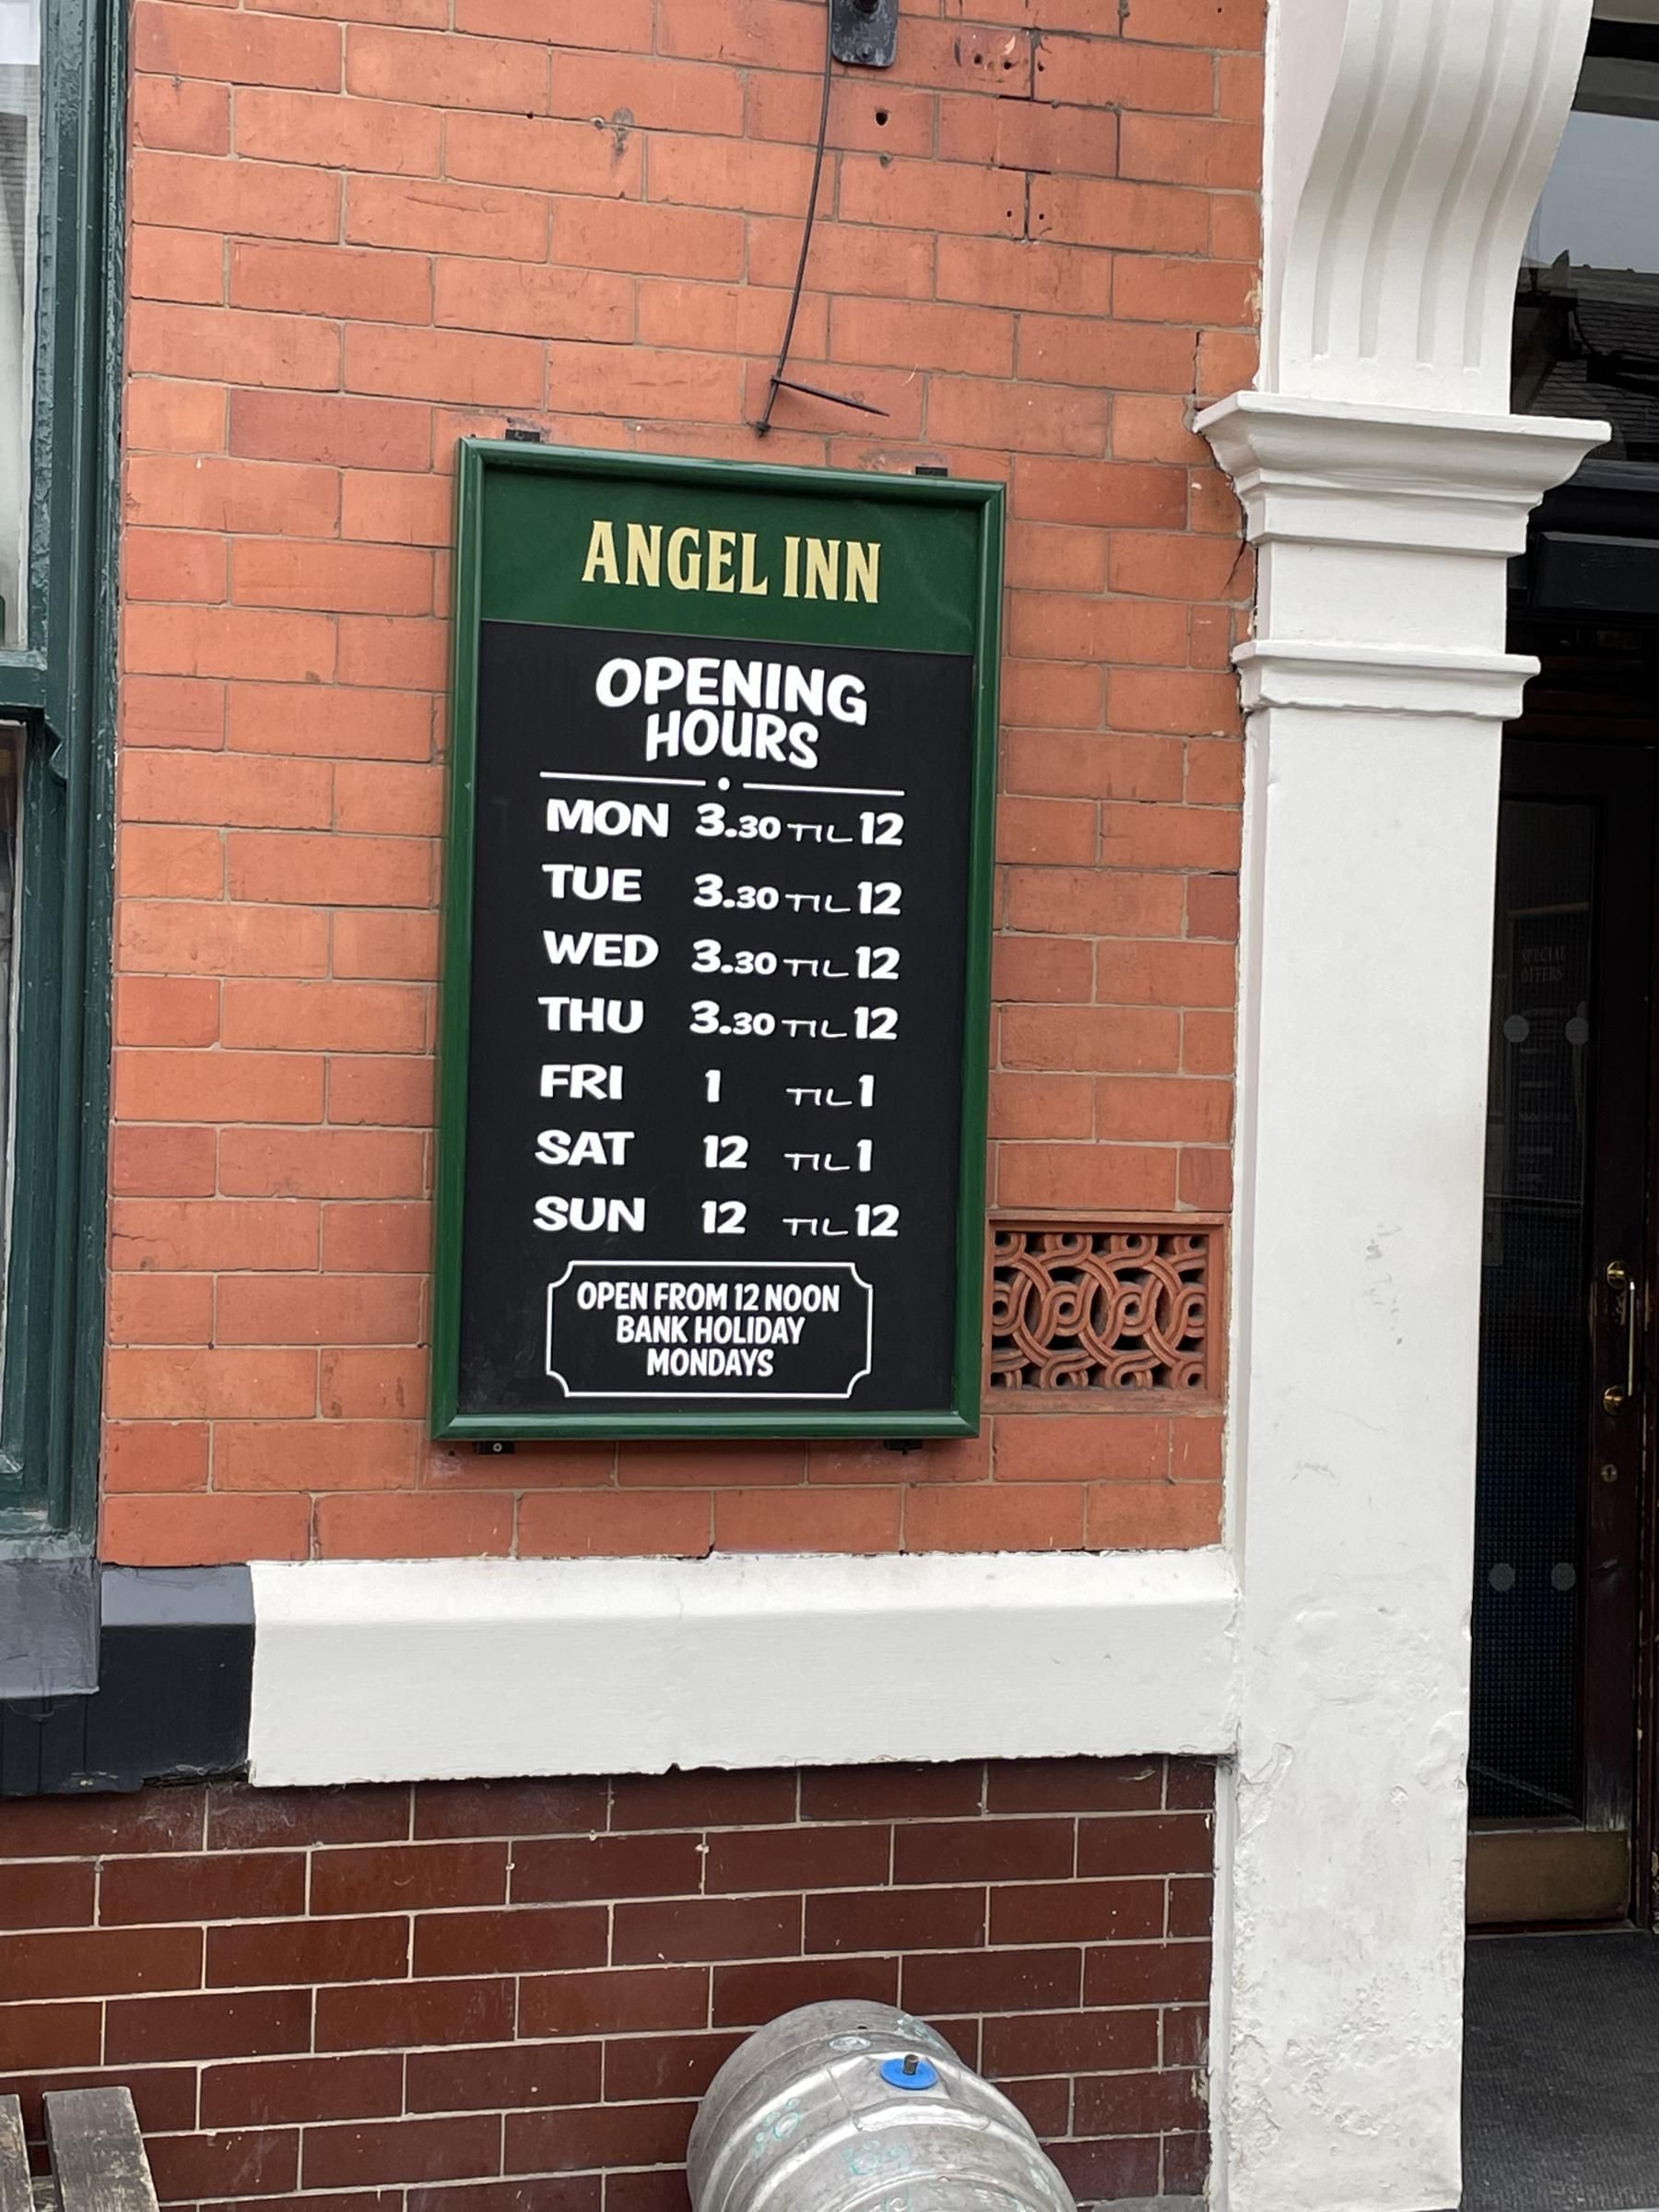 ANGEL INN
OPENING
HOURS
MON 3.30 TIL 12
TUE 3.30 TIL 12
WED 3.30 TIL 12
THU 3.30 TIL 12
FRI 1 TIL 1
SAT 12 TIL 1
SUN 12 TIL 12
OPEN FROM 12 NOON
BANK HOLIDAY
MONDAYS
SPECIAL
OFFERS